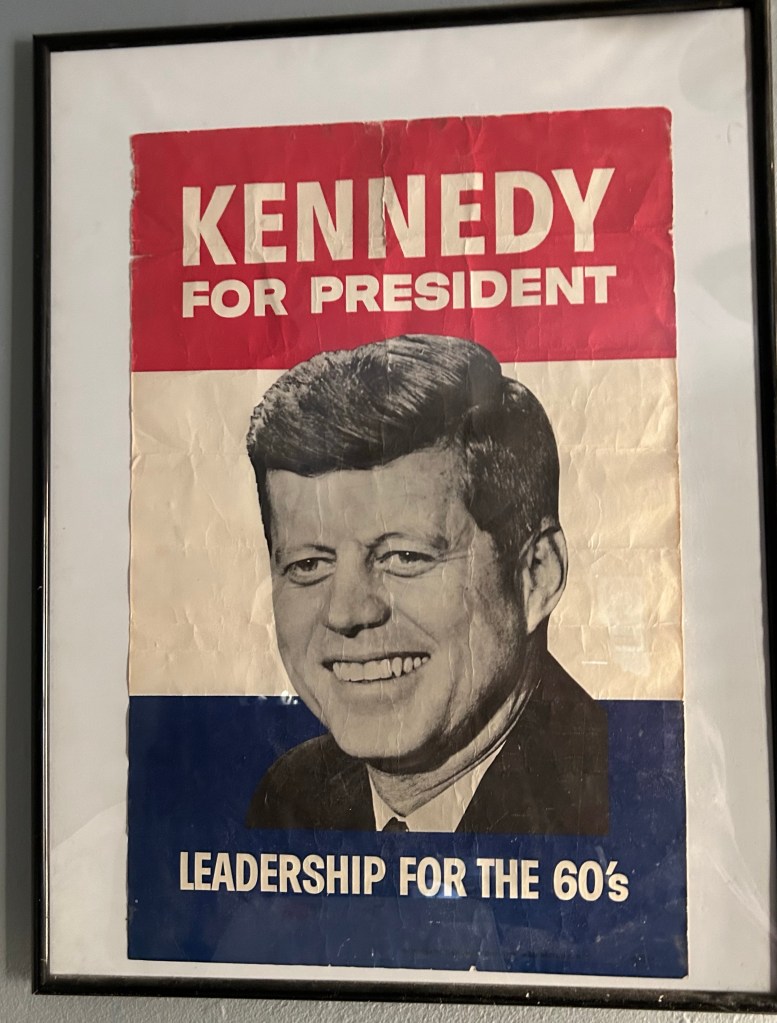 KENNEDY
FOR PRESIDENT
LEADERSHIP FOR THE 60's